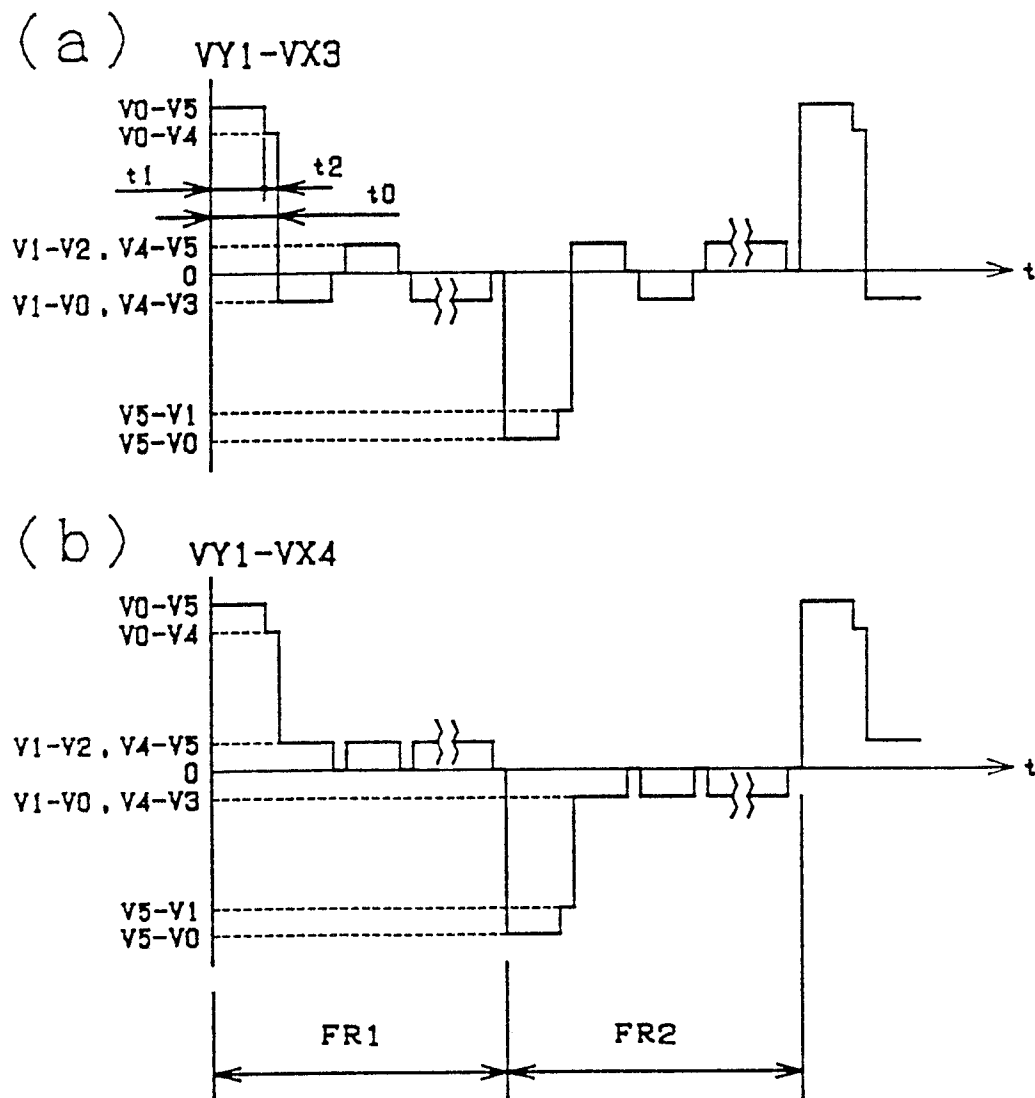 (a)
VY1-VX3
V0-V5
V0-V4
t1
t2
t0
V1-V2, V4-V5
0
t
V1-V0, V4-V3
V5-V1
V5-V0
(b)
VY1-VX4
V0-V5
V0-V4
V1-V2, V4-V5
0
t
V1-V0, V4-V3
V5-V1
V5-V0
FR1
FR2